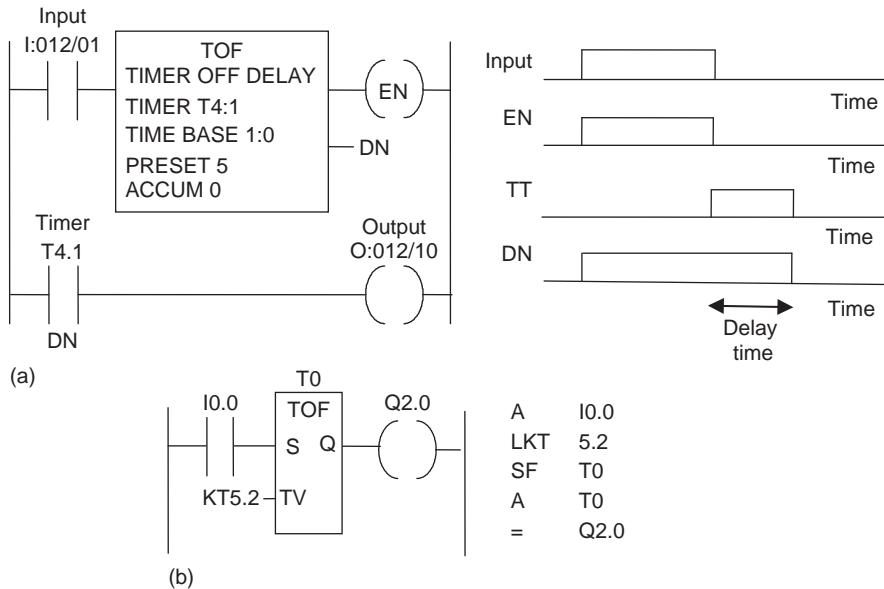 Input
I:012/01
TOF
TIMER OFF DELAY
TIMER T4:1
TIME BASE 1:0
PRESET 5
ACCUM 0
EN
DN
Timer
T4.1
DN
Output
O:012/10
(a)
Input
Time
EN
Time
TT
Time
DN
Time
Delay
time
T0
I0.0
TOF
Q2.0
S Q
KT5.2
TV
A I0.0
LKT 5.2
SF T0
A T0
= Q2.0
(b)